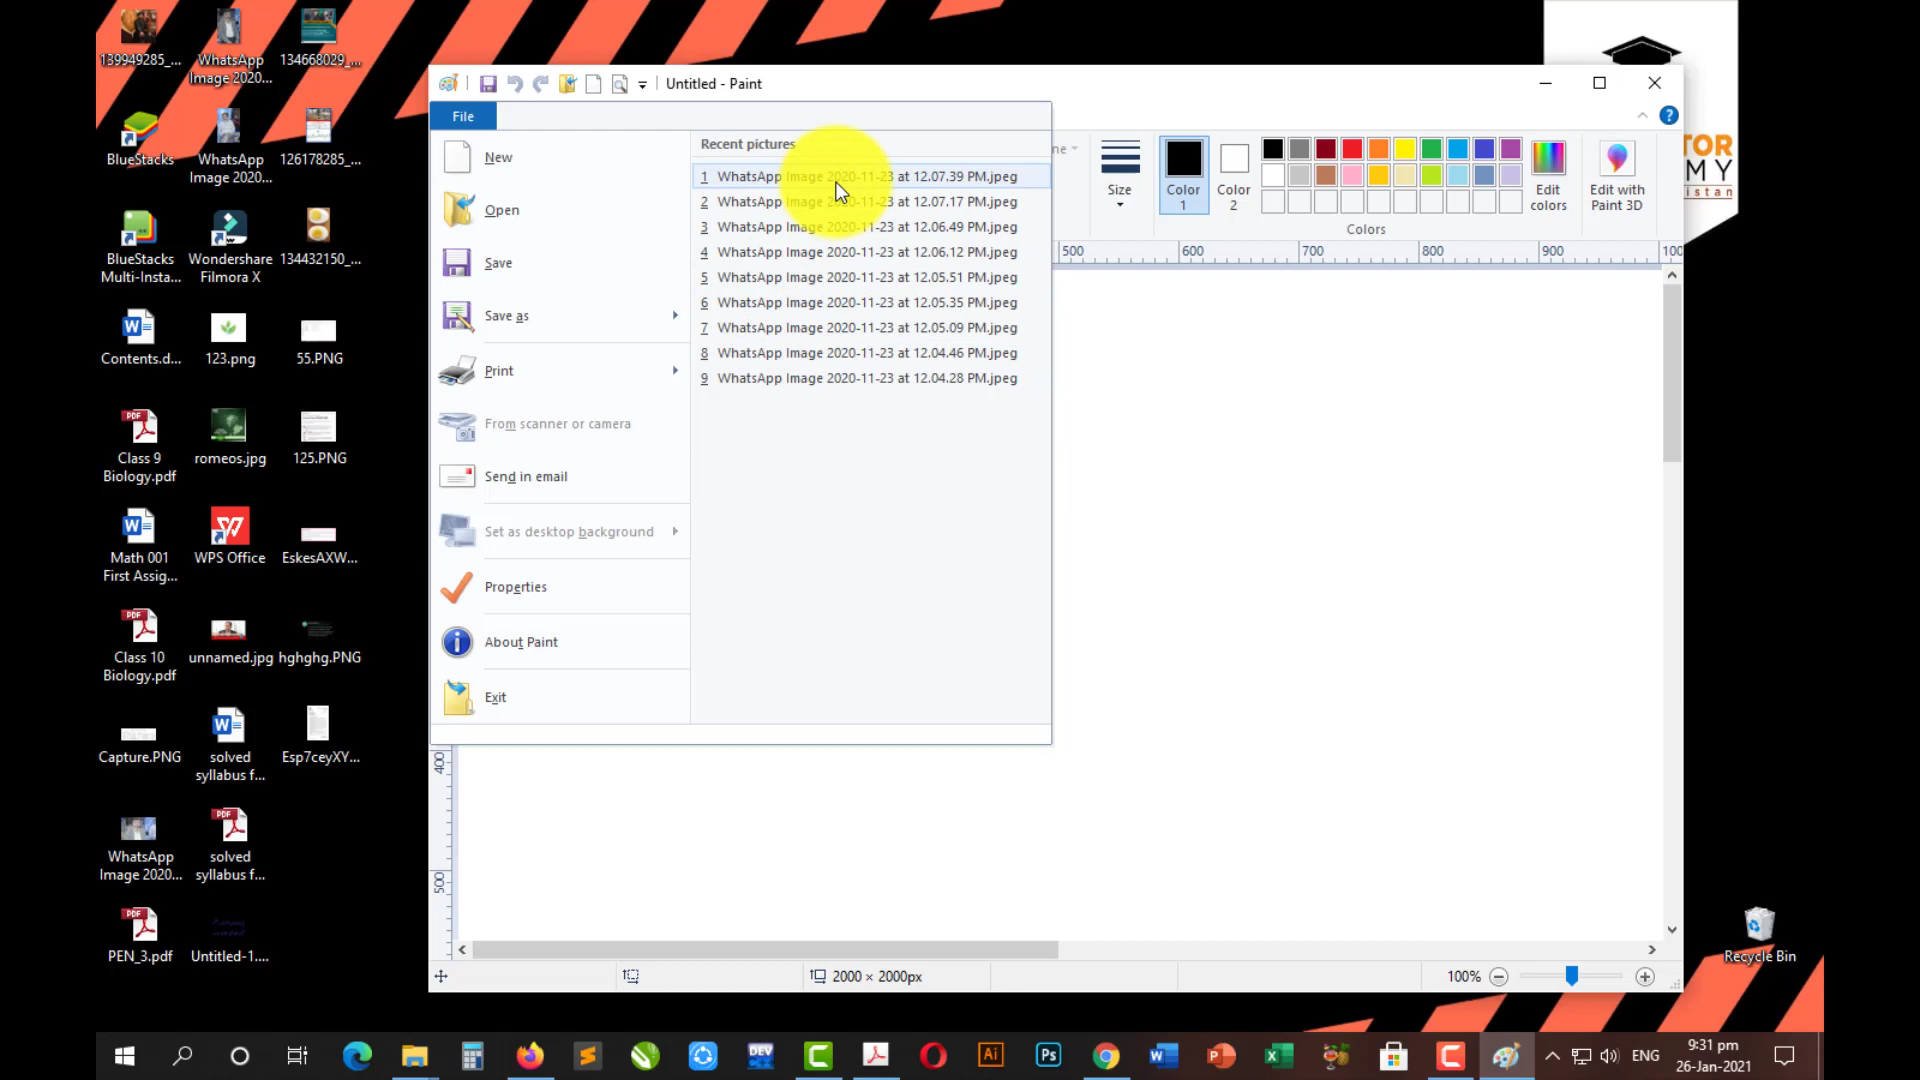 139949285_...
WhatsApp
Image 2020...
134668029_...
BlueStacks
WhatsApp
Image 2020...
126178285_...
BlueStacks
Multi-Insta...
Wondershare
Filmora X
134432150_...
Contents.d...
123.png
55.PNG
Class 9
Biology.pdf
romeos.jpg
125.PNG
Math 001
First Assig...
WPS Office
EskesAXW...
Class 10
Biology.pdf
unnamed.jpg
hghghg.PNG
Capture.PNG
solved
syllabus f...
Esp7ceyXY...
WhatsApp
Image 2020...
solved
syllabus f...
PEN_3.pdf
Untitled-1....
Untitled - Paint
File
New
Open
Save
Save as
Print
From scanner or camera
Send in email
Set as desktop background
Properties
About Paint
Exit
Recent pictures
1 WhatsApp Image 2020-11-23 at 12.07.39 PM.jpeg
2 WhatsApp Image 2020-11-23 at 12.07.17 PM.jpeg
3 WhatsApp Image 2020-11-23 at 12.06.49 PM.jpeg
4 WhatsApp Image 2020-11-23 at 12.06.12 PM.jpeg
5 WhatsApp Image 2020-11-23 at 12.05.51 PM.jpeg
6 WhatsApp Image 2020-11-23 at 12.05.35 PM.jpeg
7 WhatsApp Image 2020-11-23 at 12.05.09 PM.jpeg
8 WhatsApp Image 2020-11-23 at 12.04.46 PM.jpeg
9 WhatsApp Image 2020-11-23 at 12.04.28 PM.jpeg
ne
Size
Color
1
Color
2
Edit
colors
Edit with
Paint 3D
Colors
500 600 700 800 900 100
400
500
2000 × 2000px
100%
TOR
MY
istan
Recycle Bin
DEV
Ai
Ps
ENG
9:31 pm
26-Jan-2021